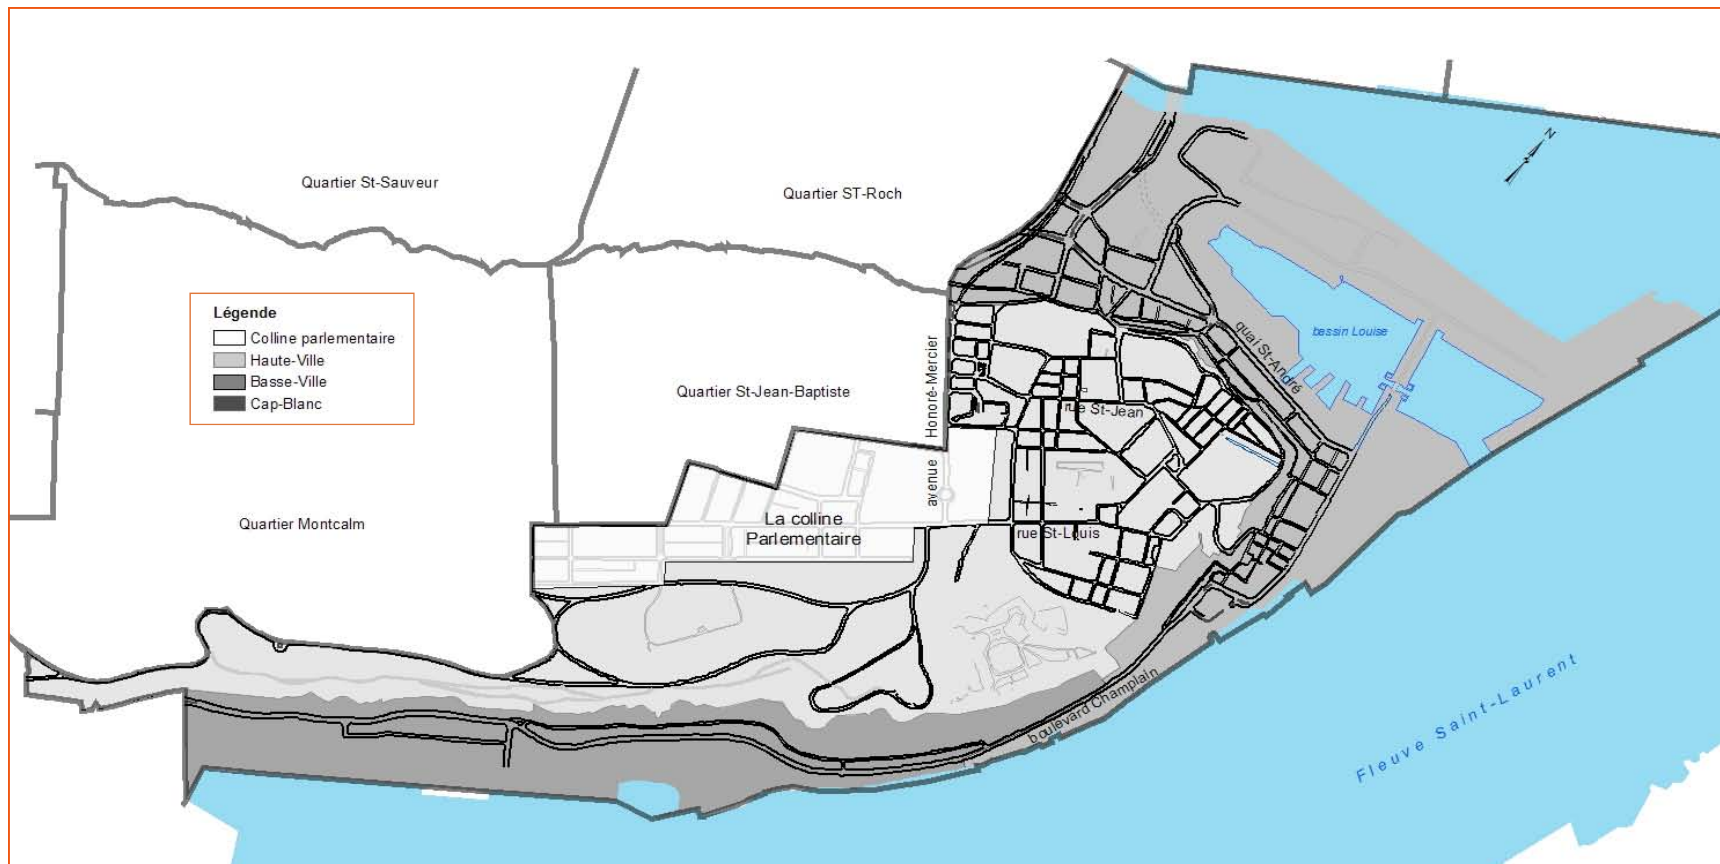 N
Quartier St-Sauveur
Quartier ST-Roch
Légende
Colline parlementaire
Haute-Ville
Basse-Ville
Cap-Blanc
bassin Louise
quai St-André
avenue Honoré-Mercier
Quartier St-Jean-Baptiste
rue St-Jean
Quartier Montcalm
La colline
Parlementaire
rue St-Louis
boulevard Champlain
Fleuve Saint-Laurent